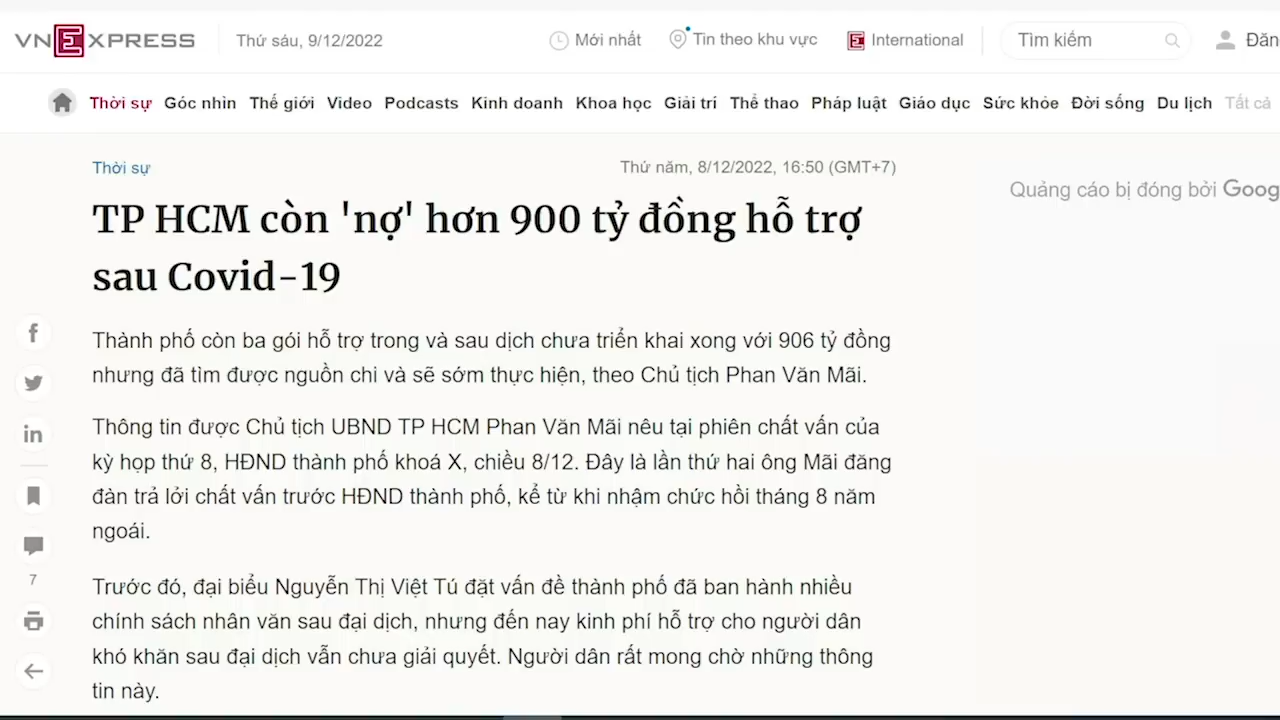 VNEXPRESS
Thứ sáu, 9/12/2022
Mới nhất
Tin theo khu vực
E International
Tìm kiếm
Thời sự Góc nhìn Thế giới Video Podcasts Kinh doanh Khoa học Giải trí Thể thao Pháp luật Giáo dục Sức khỏe Đời sống Du lịch Tất cả
Thời sự
Thứ năm, 8/12/2022, 16:50 (GMT+7)
Quảng cáo bị đóng bởi
TP HCM còn 'nợ' hơn 900 tỷ đồng hỗ trợ
sau Covid-19
Thành phố còn ba gói hỗ trợ trong và sau dịch chưa triển khai xong với 906 tỷ đồng
nhưng đã tìm được nguồn chi và sẽ sớm thực hiện, theo Chủ tịch Phan Văn Mãi.
Thông tin được Chủ tịch UBND TP HCM Phan Văn Mãi nêu tại phiên chất vấn của
kỳ họp thứ 8, HĐND thành phố khoá X, chiều 8/12. Đây là lần thứ hai ông Mãi đăng
đàn trả lời chất vấn trước HĐND thành phố, kể từ khi nhậm chức hồi tháng 8 năm
ngoái.
7
Trước đó, đại biểu Nguyễn Thị Việt Tú đặt vấn đề thành phố đã ban hành nhiều
chính sách nhân văn sau đại dịch, nhưng đến nay kinh phí hỗ trợ cho người dân
khó khăn sau đại dịch vẫn chưa giải quyết. Người dân rất mong chờ những thông
tin này.